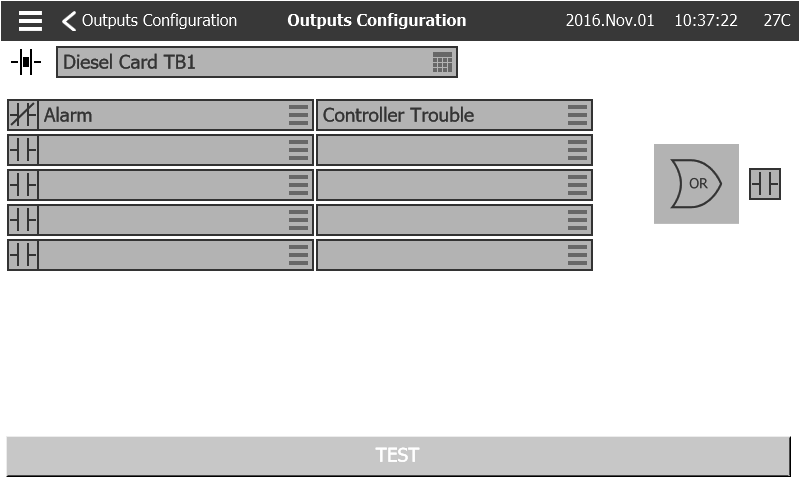 Outputs Configuration Outputs Configuration 2016.Nov.01 10:37:22 27C
Diesel Card TB1
Alarm Controller Trouble
OR
TEST